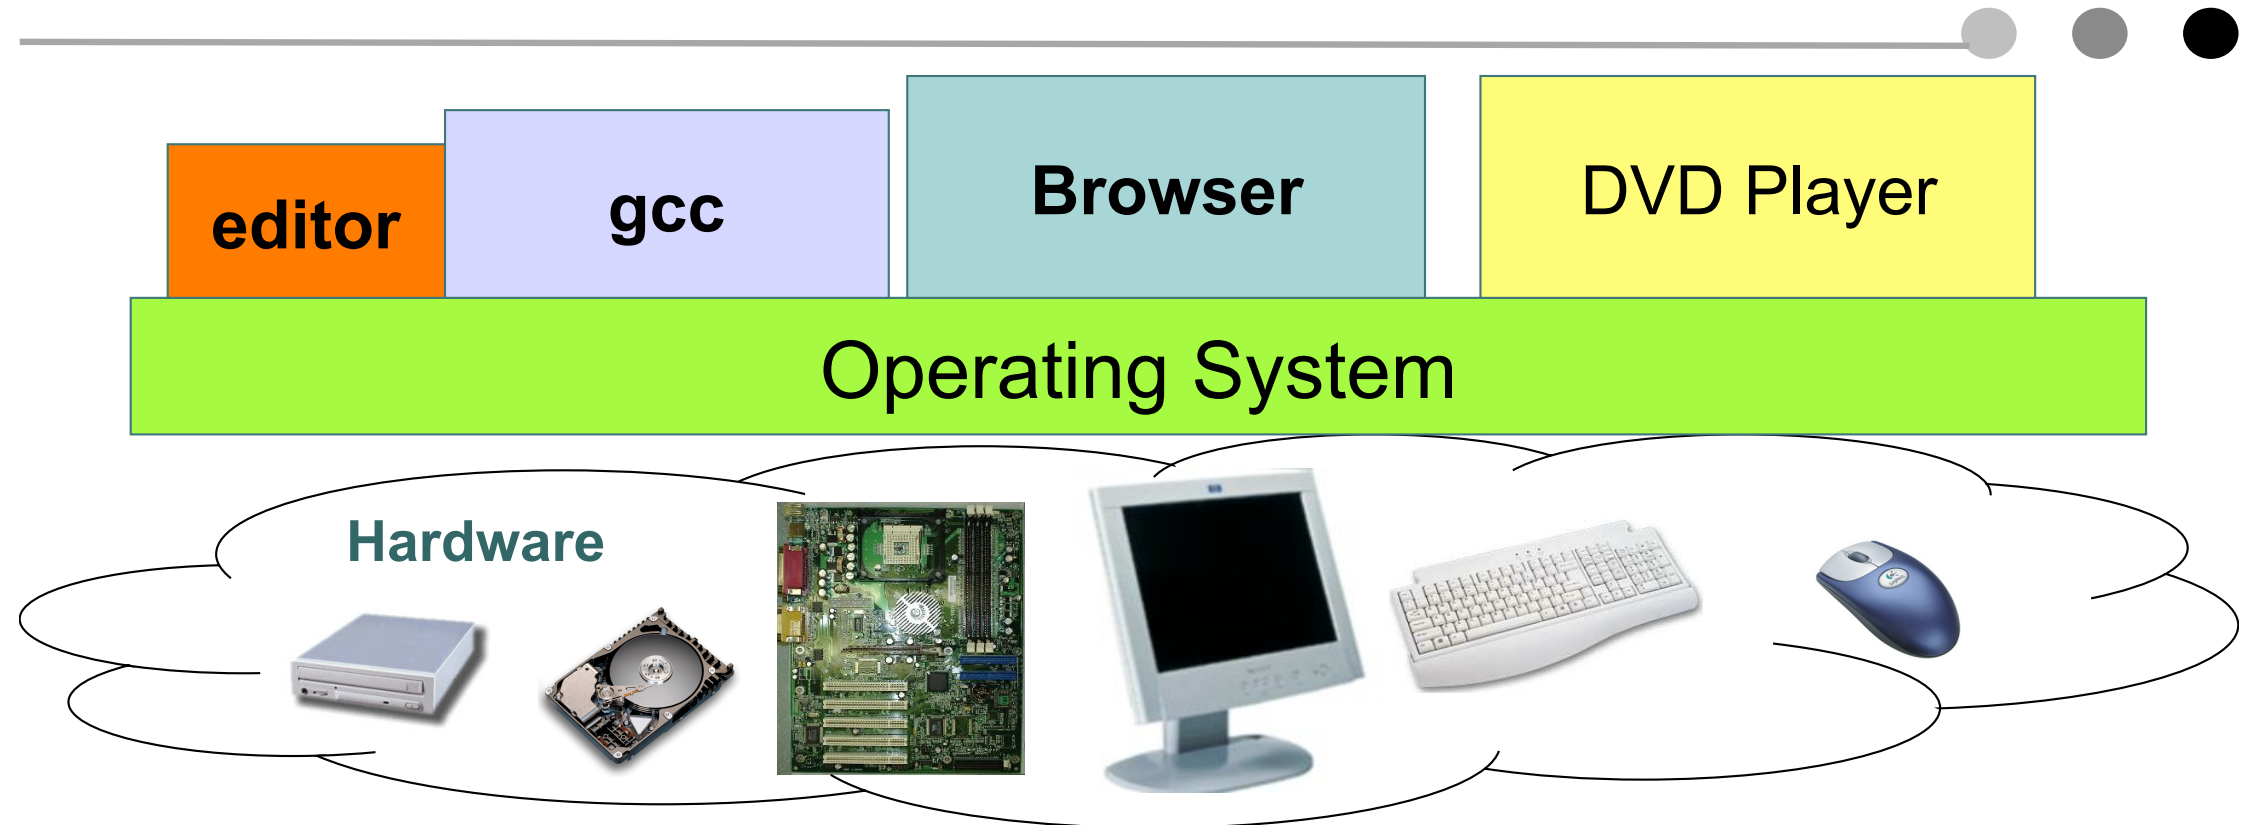 editor
gcc
Browser
DVD Player
Operating System
Hardware